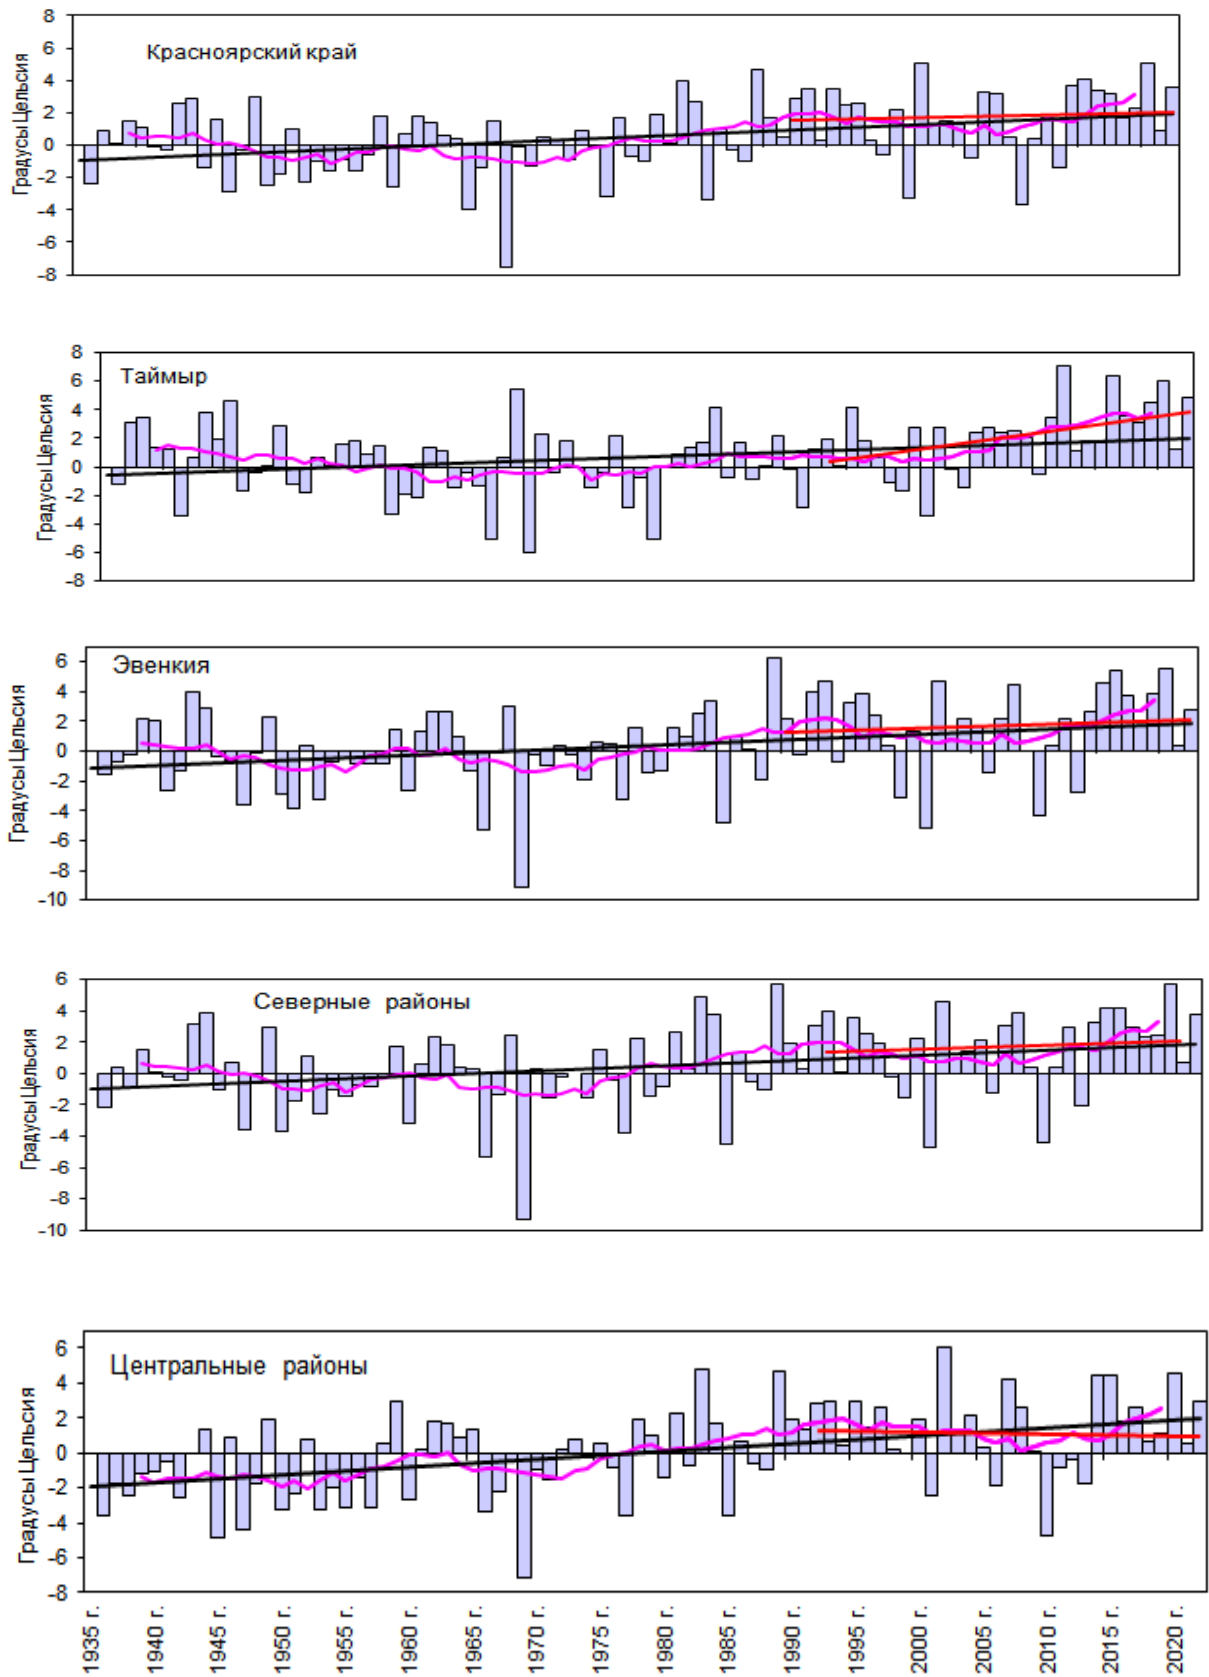 Красноярский край
Градусы Цельсия
8
6
4
2
0
-2
-4
-6
-8
Таймыр
Градусы Цельсия
8
6
4
2
0
-2
-4
-6
-8
Эвенкия
Градусы Цельсия
6
4
2
0
-2
-4
-6
-8
-10
Северные районы
Градусы Цельсия
6
4
2
0
-2
-4
-6
-8
-10
Центральные районы
Градусы Цельсия
6
4
2
0
-2
-4
-6
-8
1935 г.
1940 г.
1945 г.
1950 г.
1955 г.
1960 г.
1965 г.
1970 г.
1975 г.
1980 г.
1985 г.
1990 г.
1995 г.
2000 г.
2005 г.
2010 г.
2015 г.
2020 г.